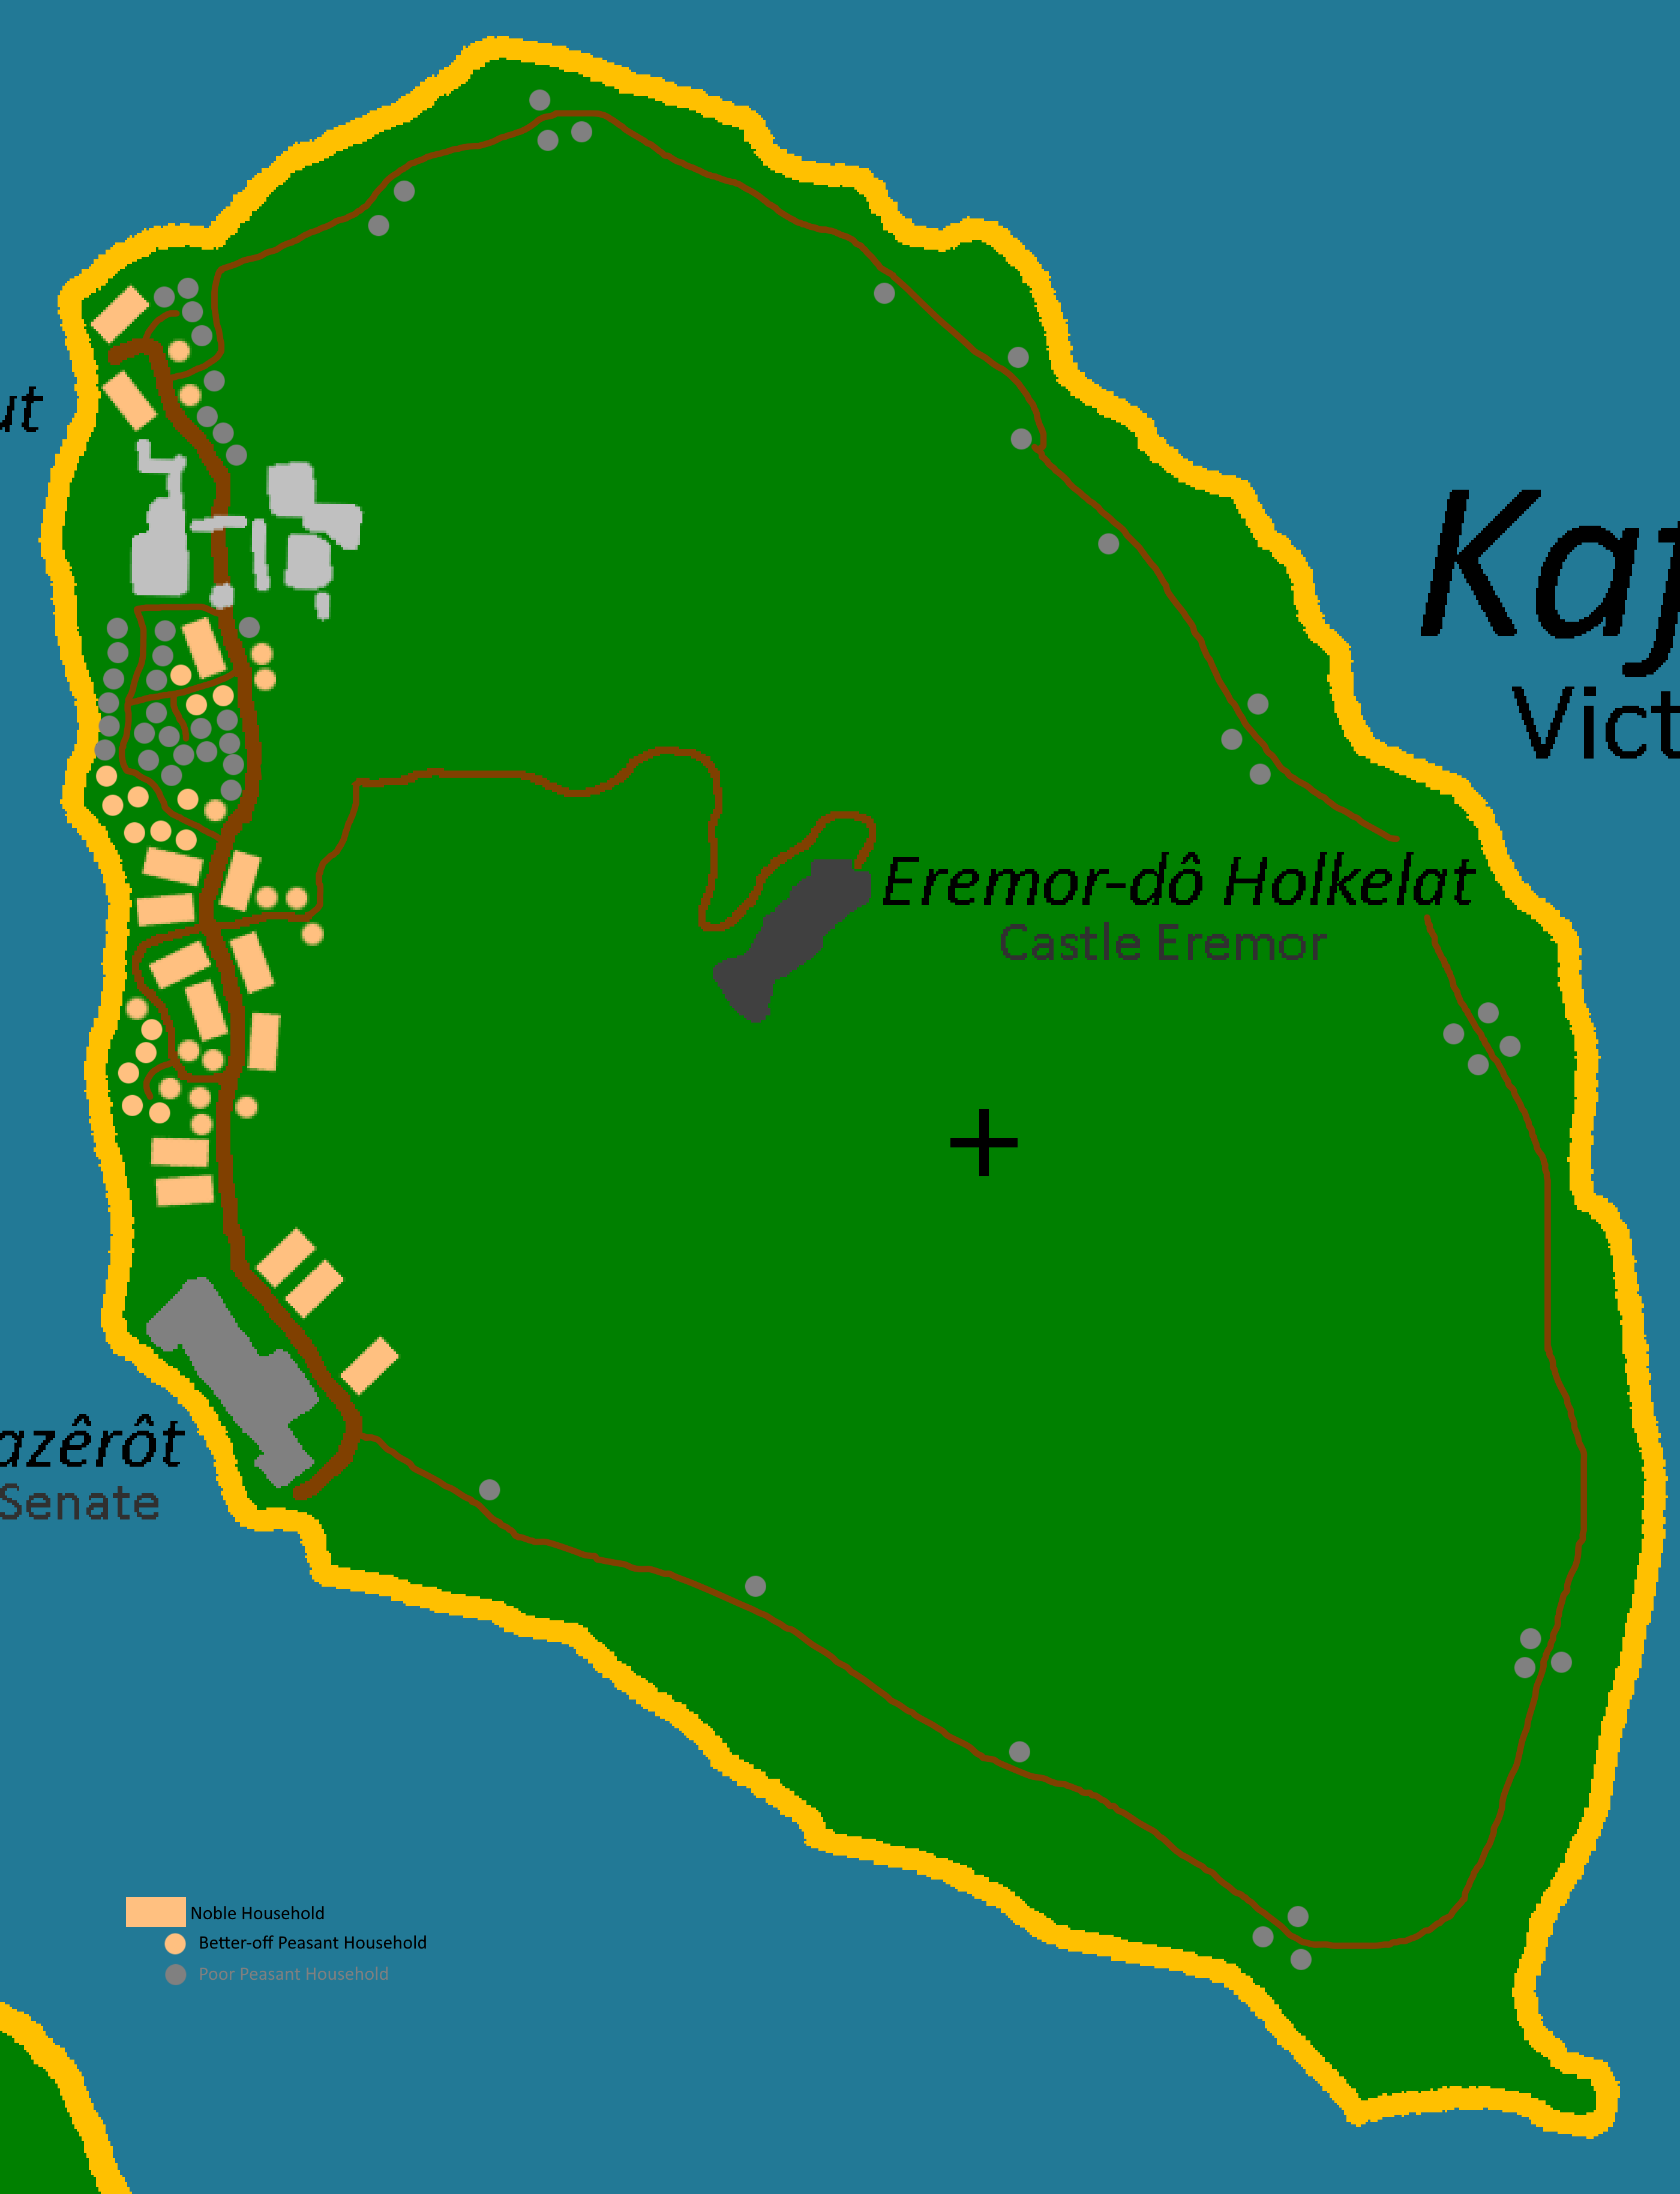 ut
Kaj
Vict
Eremor-dô Holkelat
Castle Eremor
azêrôt
Senate
Noble Household
Better-off Peasant Household
Poor Peasant Household